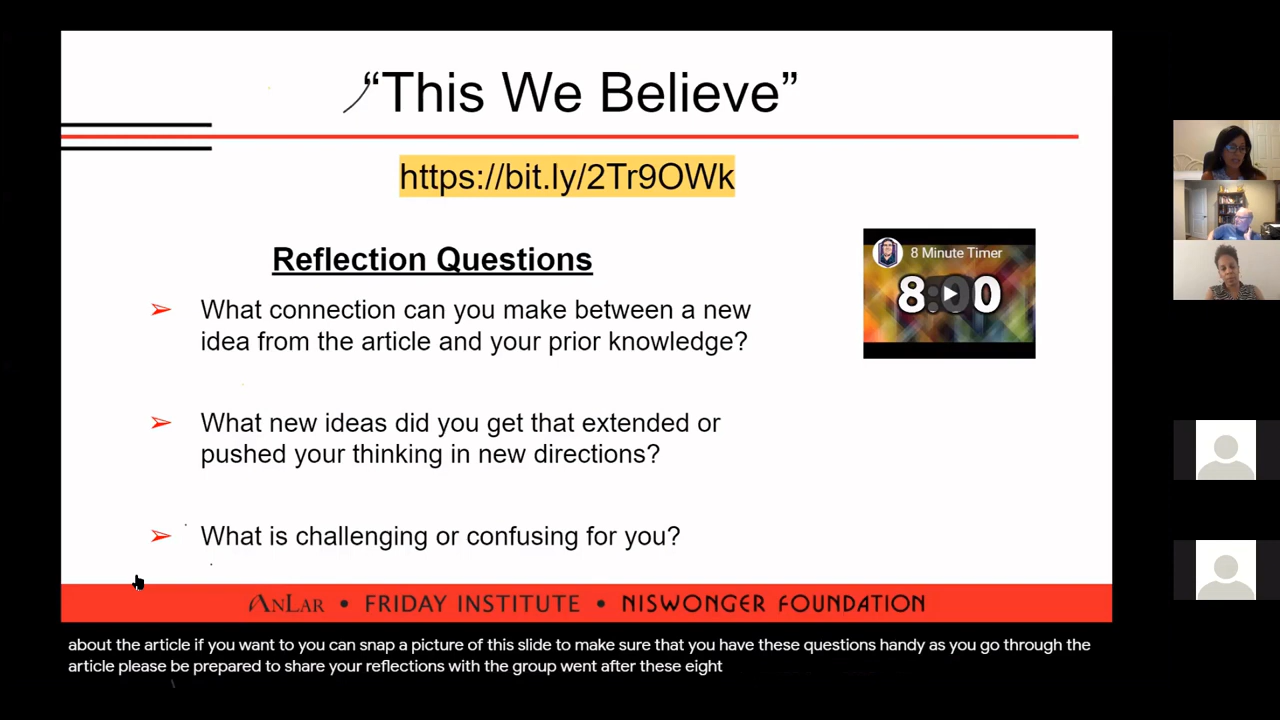 “This We Believe”
https://bit.ly/2Tr9OWk
Reflection Questions
8 Minute Timer
8:00
➢ What connection can you make between a new
idea from the article and your prior knowledge?
➢ What new ideas did you get that extended or
pushed your thinking in new directions?
➢ What is challenging or confusing for you?
ANLAR • FRIDAY INSTITUTE • NISWONGER FOUNDATION
about the article if you want to you can snap a picture of this slide to make sure that you have these questions handy as you go through the
article please be prepared to share your reflections with the group went after these eight